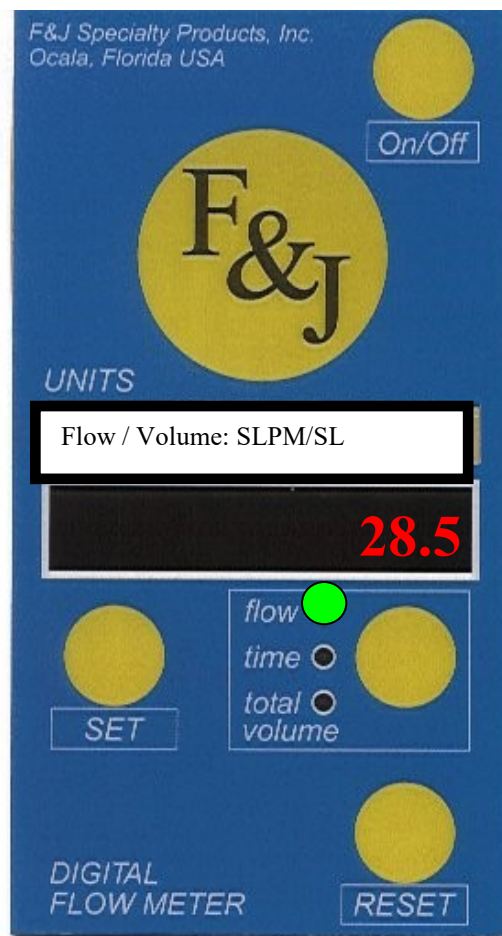 F&J Specialty Products, Inc.
Ocala, Florida USA
On/Off
F&J
UNITS
Flow / Volume: SLPM/SL
28.5
flow
time
total
volume
SET
DIGITAL
FLOW METER
RESET